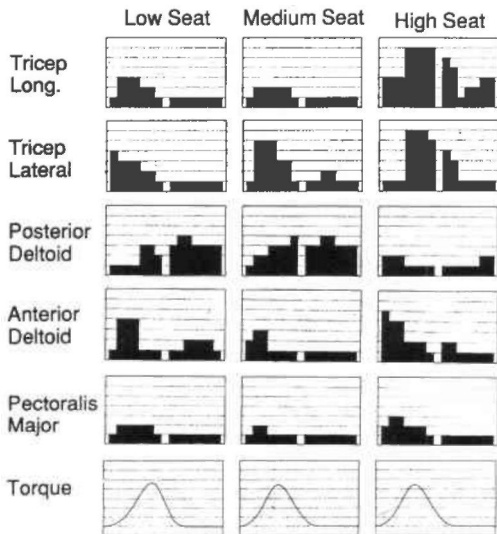 Low Seat Medium Seat High Seat
Tricep
Long.
Tricep
Lateral
Posterior
Deltoid
Anterior
Deltoid
Pectoralis
Major
Torque